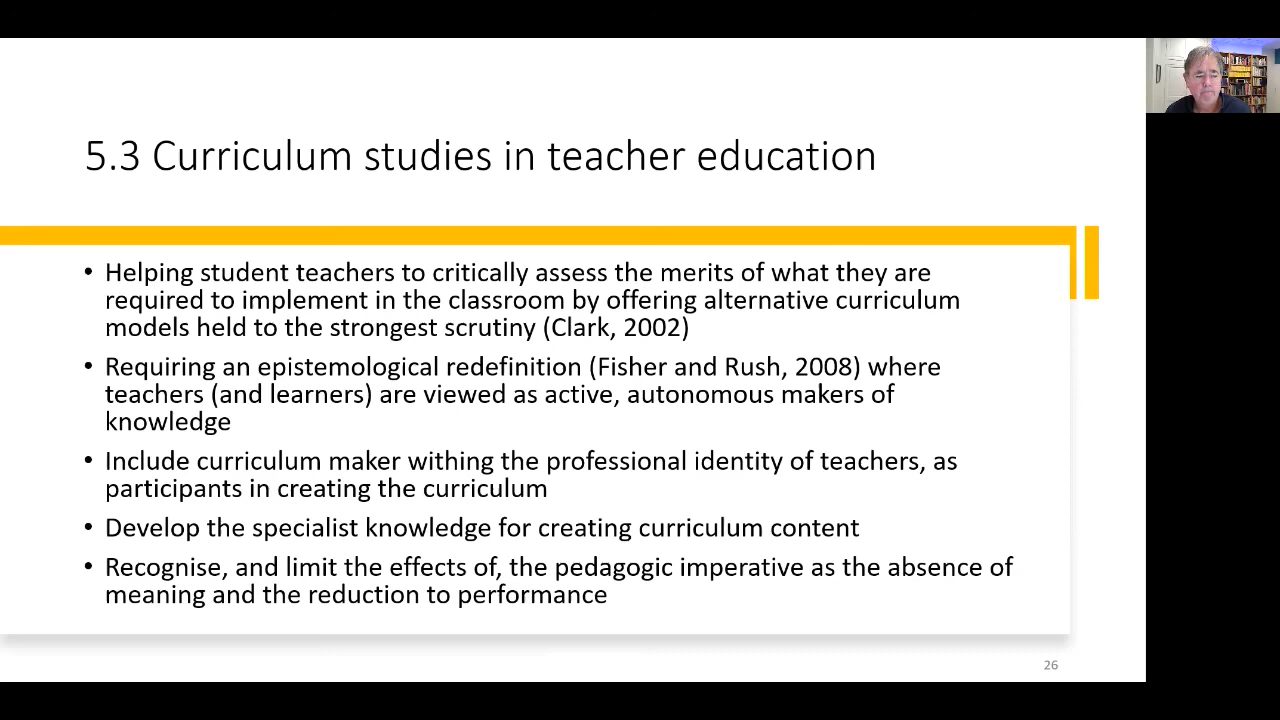 5.3 Curriculum studies in teacher education
• Helping student teachers to critically assess the merits of what they are
required to implement in the classroom by offering alternative curriculum
models held to the strongest scrutiny (Clark, 2002)
• Requiring an epistemological redefinition (Fisher and Rush, 2008) where
teachers (and learners) are viewed as active, autonomous makers of
knowledge
• Include curriculum maker withing the professional identity of teachers, as
participants in creating the curriculum
• Develop the specialist knowledge for creating curriculum content
• Recognise, and limit the effects of, the pedagogic imperative as the absence of
meaning and the reduction to performance
26